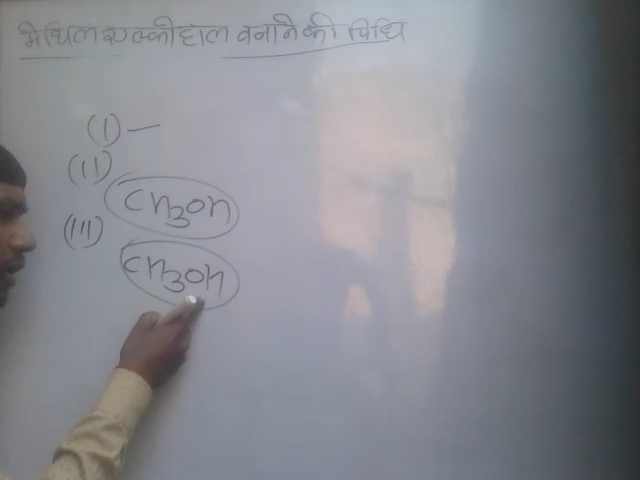 मेथिल एल्कोहाल बनाने की विधि
(I) —
(II)
CH3OH
(III)
CH3OH